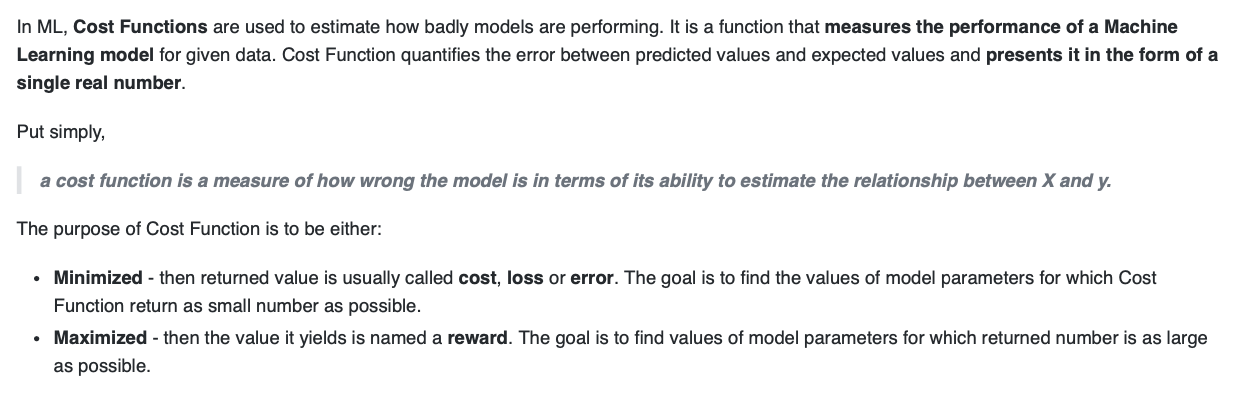 In ML, Cost Functions are used to estimate how badly models are performing. It is a function that measures the performance of a Machine
Learning model for given data. Cost Function quantifies the error between predicted values and expected values and presents it in the form of a
single real number.
Put simply,
a cost function is a measure of how wrong the model is in terms of its ability to estimate the relationship between X and y.
The purpose of Cost Function is to be either:
• Minimized - then returned value is usually called cost, loss or error. The goal is to find the values of model parameters for which Cost
Function return as small number as possible.
• Maximized - then the value it yields is named a reward. The goal is to find values of model parameters for which returned number is as large
as possible.